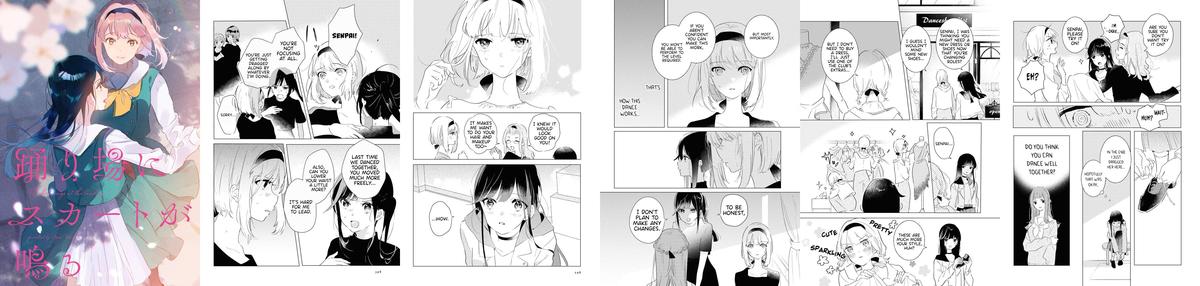 踊り場に
スカートが
鳴る
SENPAI!
YOU'RE
NOT
FOCUSING
AT ALL.
YOU'RE JUST
GETTING
DRAGGED
ALONG BY
WHATEVER
I'M DOING.
SORRY...
LAST TIME
WE DANCED
TOGETHER,
YOU MOVED
MUCH MORE
FREELY...
ALSO,
CAN YOU
LOWER
YOUR WAIST
A LITTLE
MORE?
IT'S HARD
FOR ME
TO LEAD.
I KNEW IT
WOULD
LOOK
GOOD ON
YOU!
IT MAKES
ME WANT
TO DO YOUR
HAIR AND
MAKEUP
TOO~
...WOW.
BUT MOST
IMPORTANTLY,
IF YOU
AREN'T
CONFIDENT
YOU CAN
MAKE THIS
WORK,
YOU WON'T BE
ABLE TO
PERFORM TO
THE LEVEL
REQUIRED.
THAT'S
HOW THIS
DANCE
WORKS...
TO BE
HONEST,
I DON'T
PLAN TO
MAKE ANY
CHANGES.
SENPAI, I WAS
THINKING YOU
MIGHT NEED A
NEW DRESS OR
SHOES NOW
THAT YOU'RE
CHANGING
ROLES?
I GUESS I
WOULDN'T
MIND
SOME NEW
SHOES...
BUT I DON'T
NEED TO BUY
A DRESS,
I'LL JUST
USE ONE OF
THE CLUB'S
EXTRAS...
SENPAI...
THESE ARE
MUCH MORE
YOUR STYLE,
HUH?
PRETTY
CUTE
SPARKLING
ARE YOU
SURE YOU
DON'T
WANT TO
TRY IT ON?
SENPAI,
PLEASE
TRY IT
ON!
EH?
WAIT-
HUH?
IN THE END
I JUST
DRAGGED
HER HERE...
HOPEFULLY
THAT WAS
OKAY.
DO YOU THINK
YOU CAN
DANCE WELL
TOGETHER?